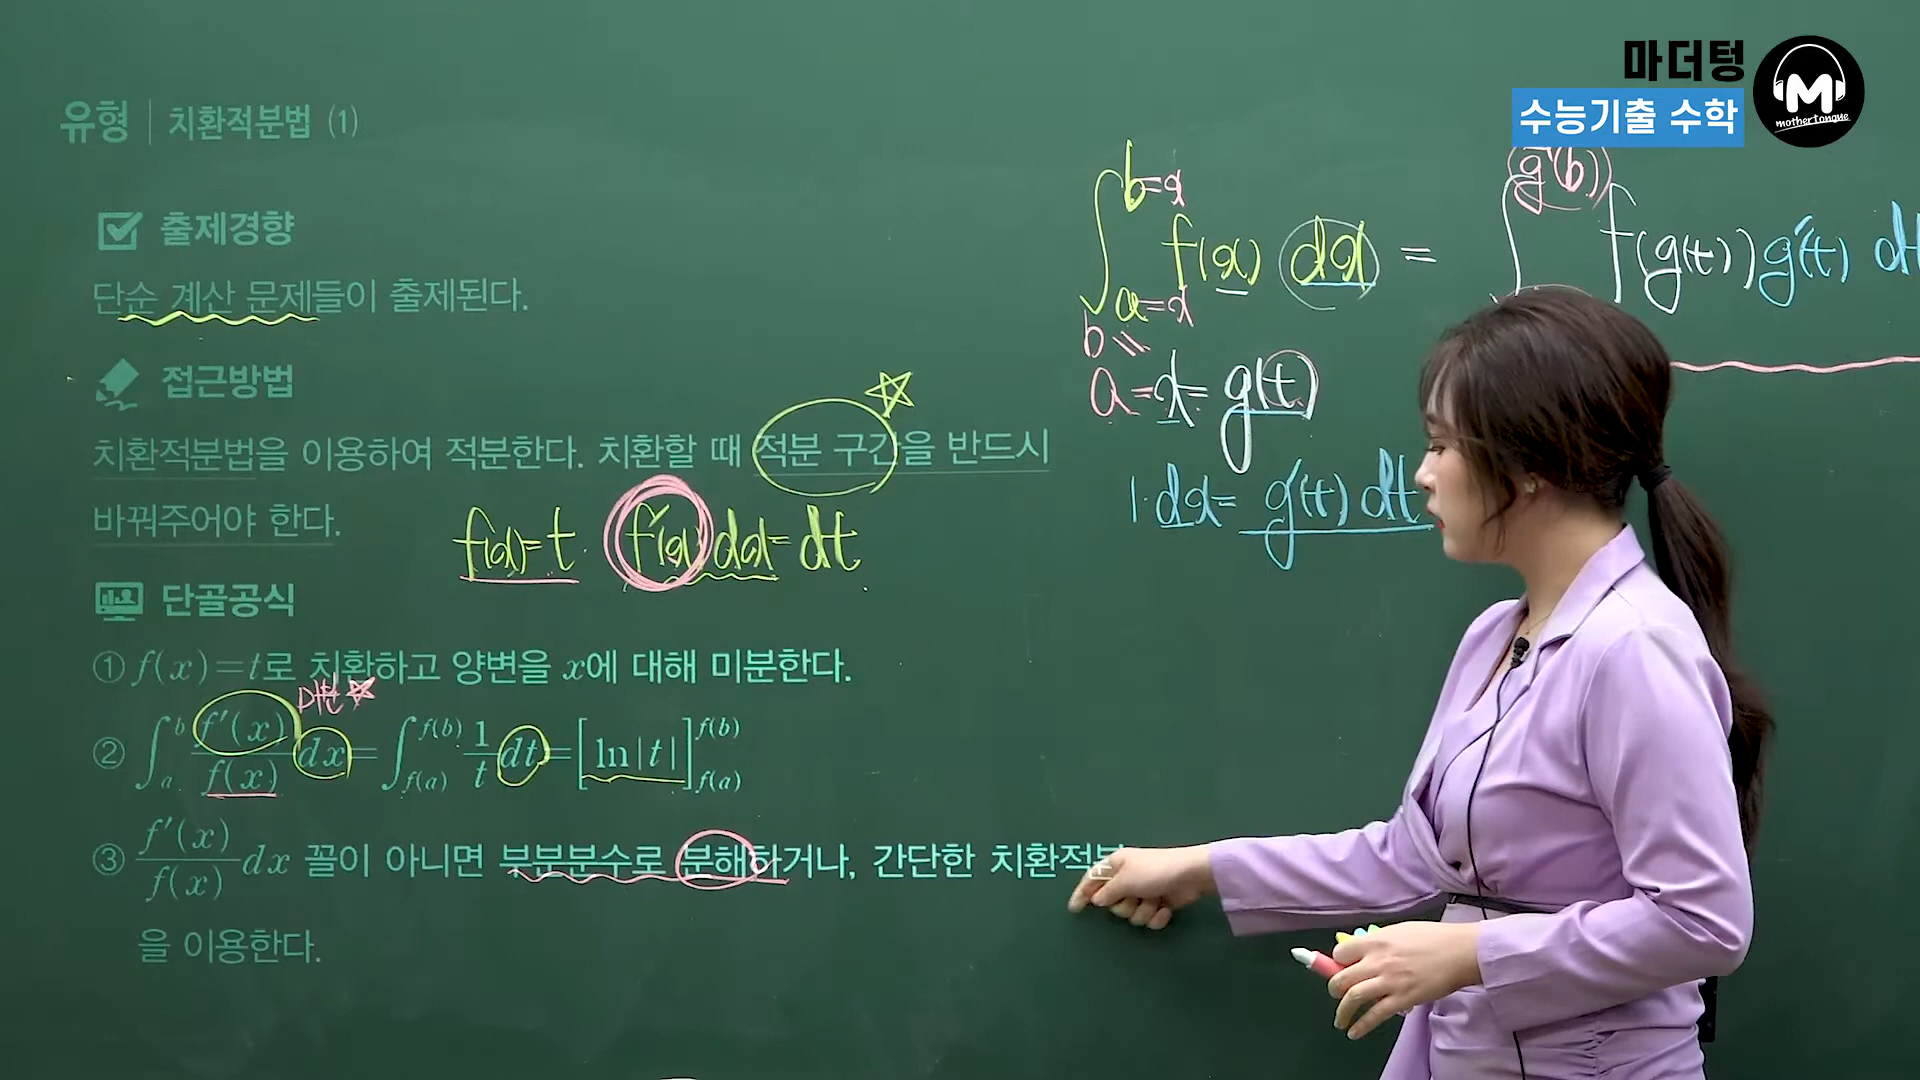 마더텅
수능기출 수학
M
mothertongue
유형 | 치환적분법 (1)
출제경향
단순 계산 문제들이 출제된다.
접근방법
치환적분법을 이용하여 적분한다. 치환할 때 적분 구간을 반드시
바꿔주어야 한다.
f(x)=t f'(x)dx=dt
단골공식
① f(x)=t로 치환하고 양변을 x에 대해 미분한다.
② ∫_a^b f'(x)/f(x) dx = ∫_{f(a)}^{f(b)} 1/t dt = [ln|t|]_{f(a)}^{f(b)}
③ f'(x)/f(x) dx 꼴이 아니면 부분분수로 분해하거나, 간단한 치환적분
을 이용한다.
∫_{a=x}^{b=x} f(x) dx = ∫^{g⁻¹(b)} f(g(t))g'(t) dt
b
a=x=g(t)
1·dx=g'(t) dt